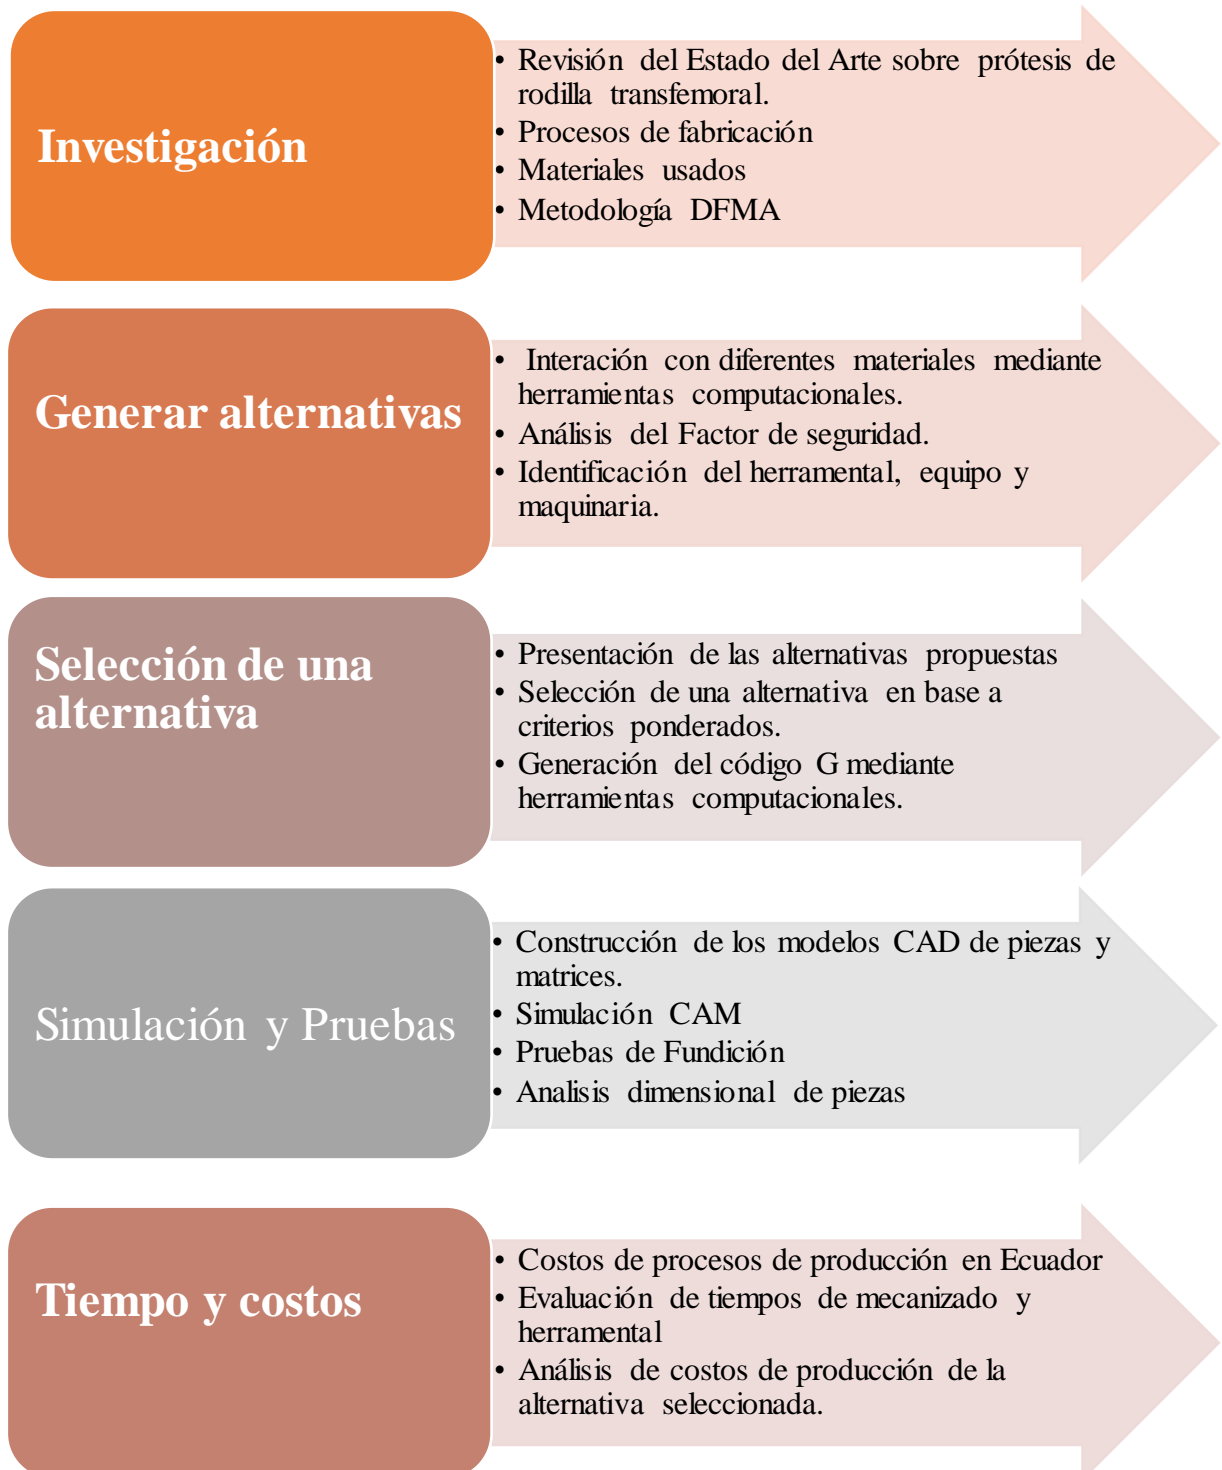 Investigación
• Revisión del Estado del Arte sobre prótesis de
rodilla transfemoral.
• Procesos de fabricación
• Materiales usados
• Metodología DFMA
Generar alternativas
• Interación con diferentes materiales mediante
herramientas computacionales.
• Análisis del Factor de seguridad.
• Identificación del herramental, equipo y
maquinaria.
Selección de una
alternativa
• Presentación de las alternativas propuestas
• Selección de una alternativa en base a
criterios ponderados.
• Generación del código G mediante
herramientas computacionales.
Simulación y Pruebas
• Construcción de los modelos CAD de piezas y
matrices.
• Simulación CAM
• Pruebas de Fundición
• Analisis dimensional de piezas
Tiempo y costos
• Costos de procesos de producción en Ecuador
• Evaluación de tiempos de mecanizado y
herramental
• Análisis de costos de producción de la
alternativa seleccionada.